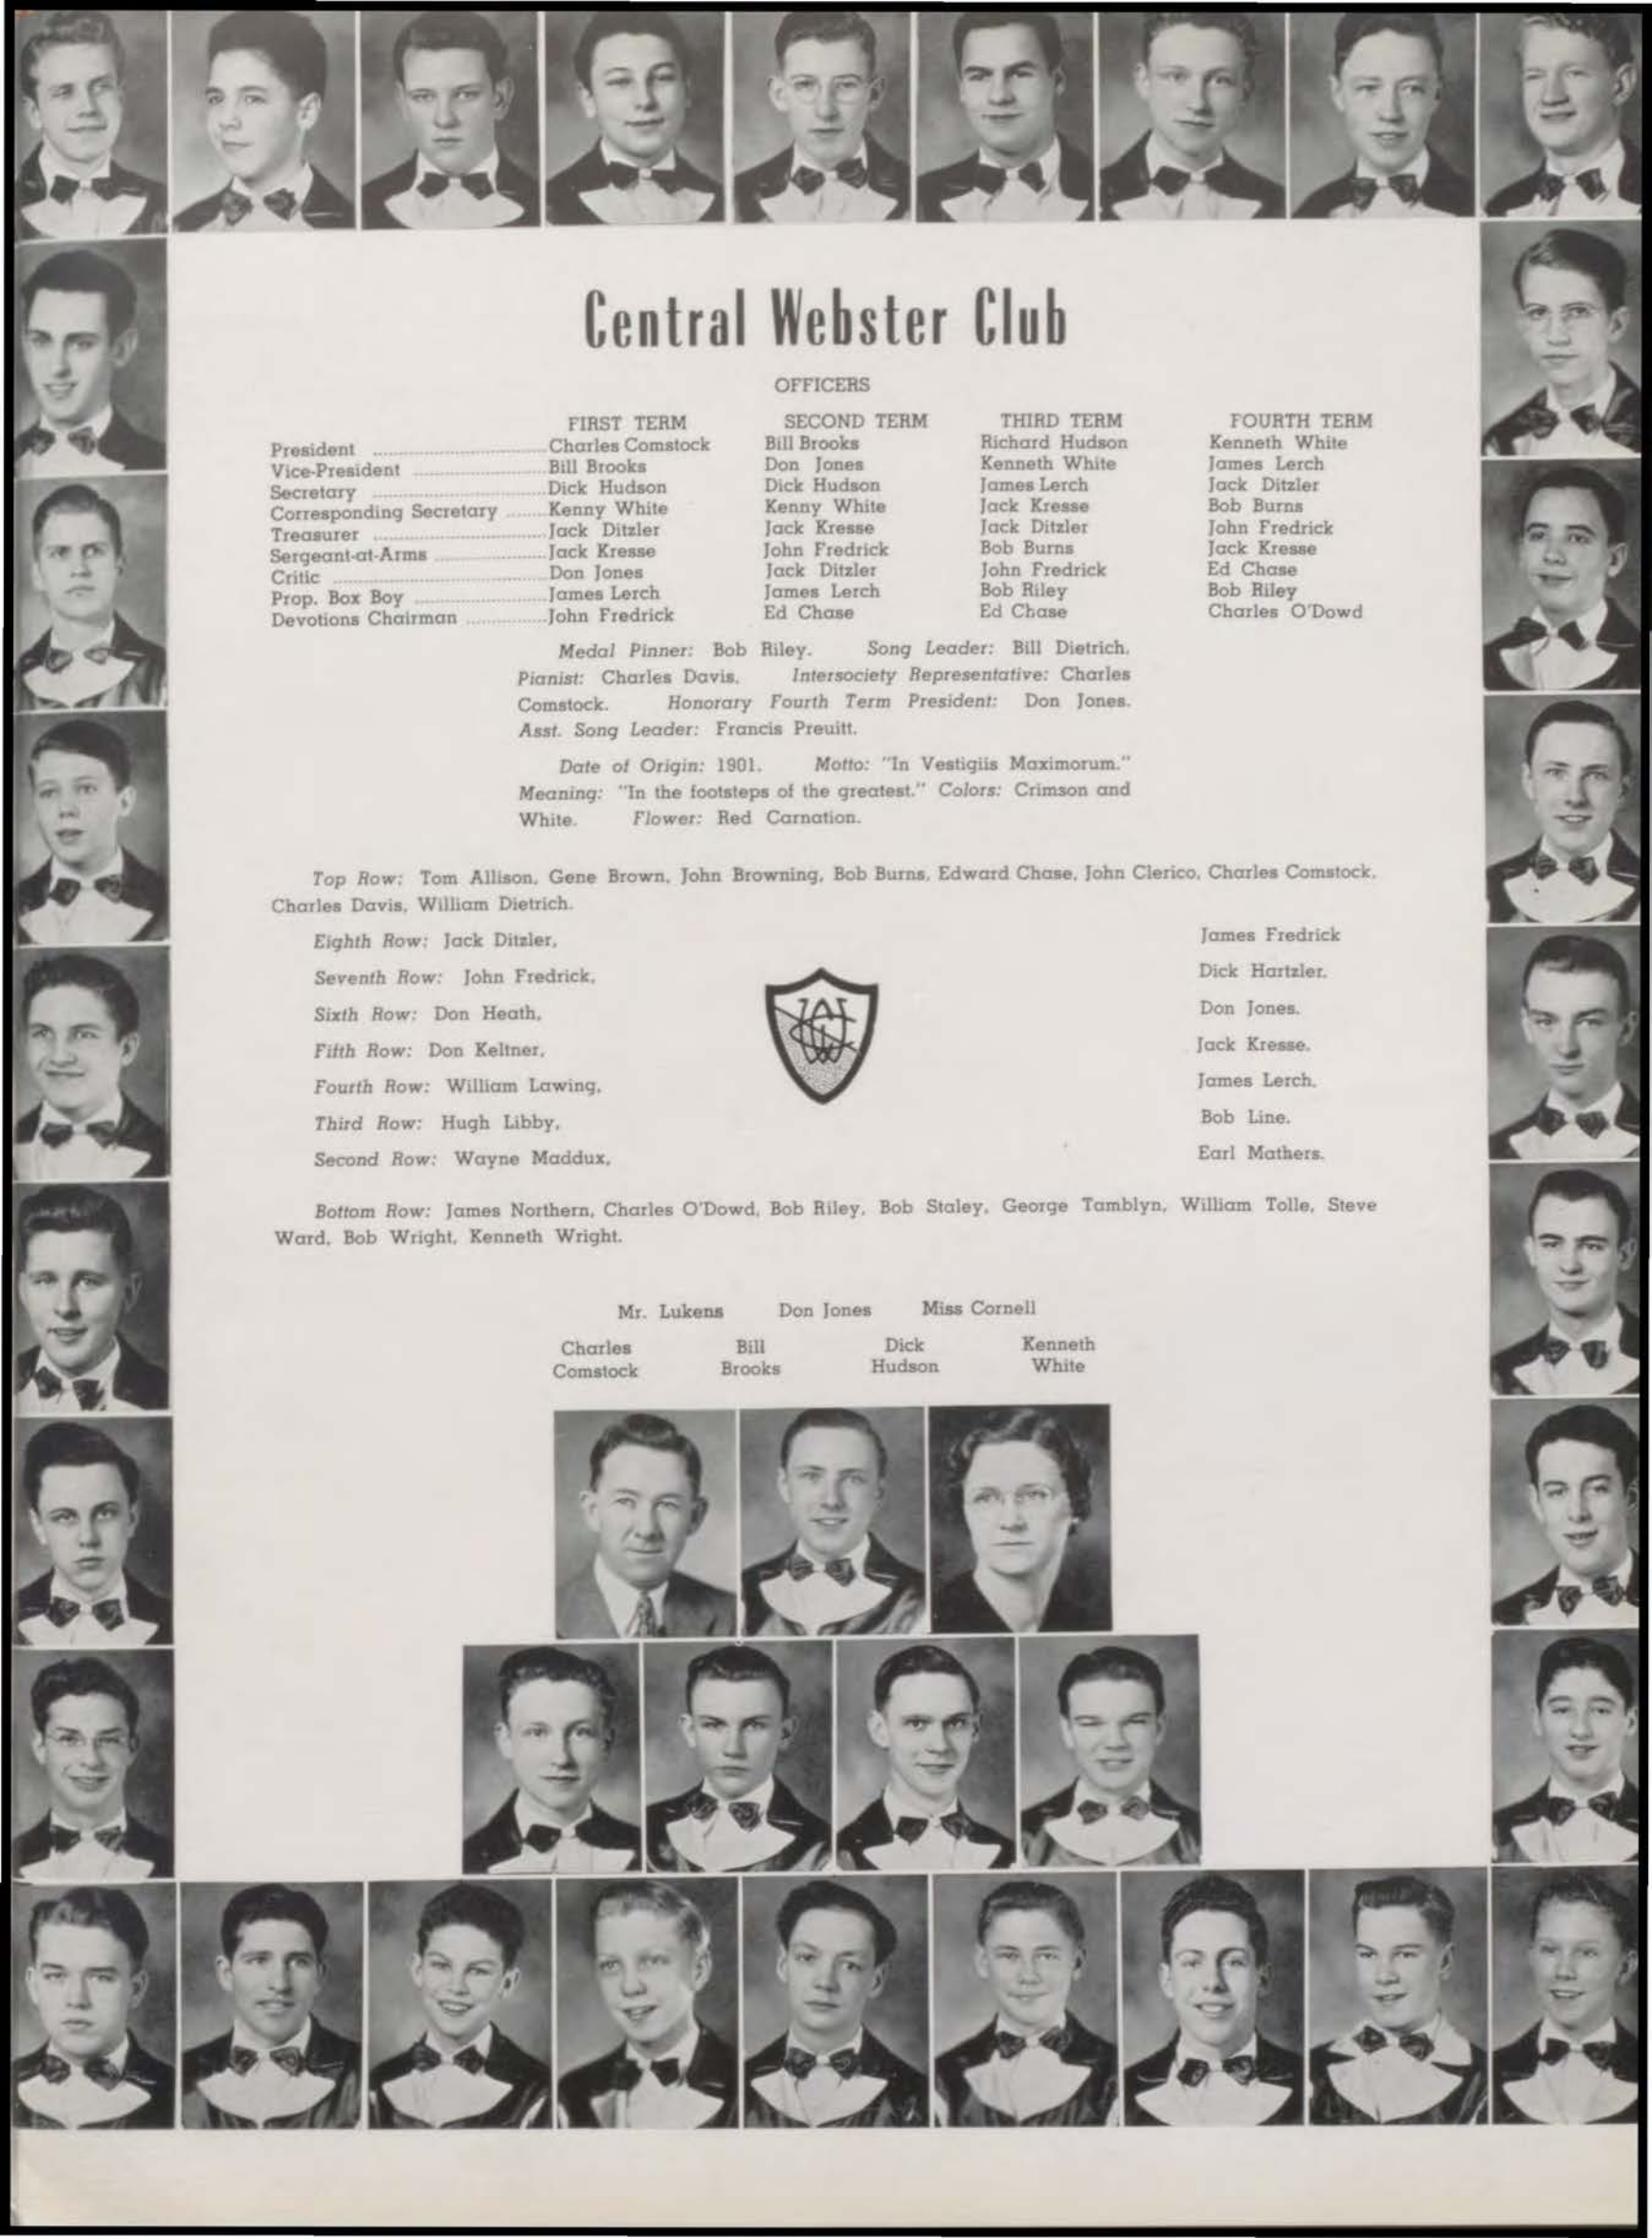 Central Webster Club
OFFICERS
FIRST TERM SECOND TERM THIRD TERM FOURTH TERM
President ........ Charles Comstock Bill Brooks Richard Hudson Kenneth White
Vice-President ........ Bill Brooks Don Jones Kenneth White James Lerch
Secretary ........ Dick Hudson Dick Hudson James Lerch Jack Ditzler
Corresponding Secretary ........ Kenny White Kenny White Jack Kresse Bob Burns
Treasurer ........ Jack Ditzler Jack Kresse Jack Ditzler John Fredrick
Sergeant-at-Arms ........ Jack Kresse John Fredrick Bob Burns Jack Kresse
Critic ........ Don Jones Jack Ditzler John Fredrick Ed Chase
Prop. Box Boy ........ James Lerch James Lerch Bob Riley Bob Riley
Devotions Chairman ........ John Fredrick Ed Chase Ed Chase Charles O'Dowd
Medal Pinner: Bob Riley. Song Leader: Bill Dietrich.
Pianist: Charles Davis. Intersociety Representative: Charles
Comstock. Honorary Fourth Term President: Don Jones.
Asst. Song Leader: Francis Preuitt.
Date of Origin: 1901. Motto: "In Vestigiis Maximorum."
Meaning: "In the footsteps of the greatest." Colors: Crimson and
White. Flower: Red Carnation.
Top Row: Tom Allison, Gene Brown, John Browning, Bob Burns, Edward Chase, John Clerico, Charles Comstock,
Charles Davis, William Dietrich.
Eighth Row: Jack Ditzler, James Fredrick
Seventh Row: John Fredrick, Dick Hartzler.
Sixth Row: Don Heath, Don Jones.
Fifth Row: Don Keltner, Jack Kresse.
Fourth Row: William Lawing, James Lerch.
Third Row: Hugh Libby, Bob Line.
Second Row: Wayne Maddux, Earl Mathers.
Bottom Row: James Northern, Charles O'Dowd, Bob Riley, Bob Staley, George Tamblyn, William Tolle, Steve
Ward, Bob Wright, Kenneth Wright.
Mr. Lukens Don Jones Miss Cornell
Charles Bill Dick Kenneth
Comstock Brooks Hudson White